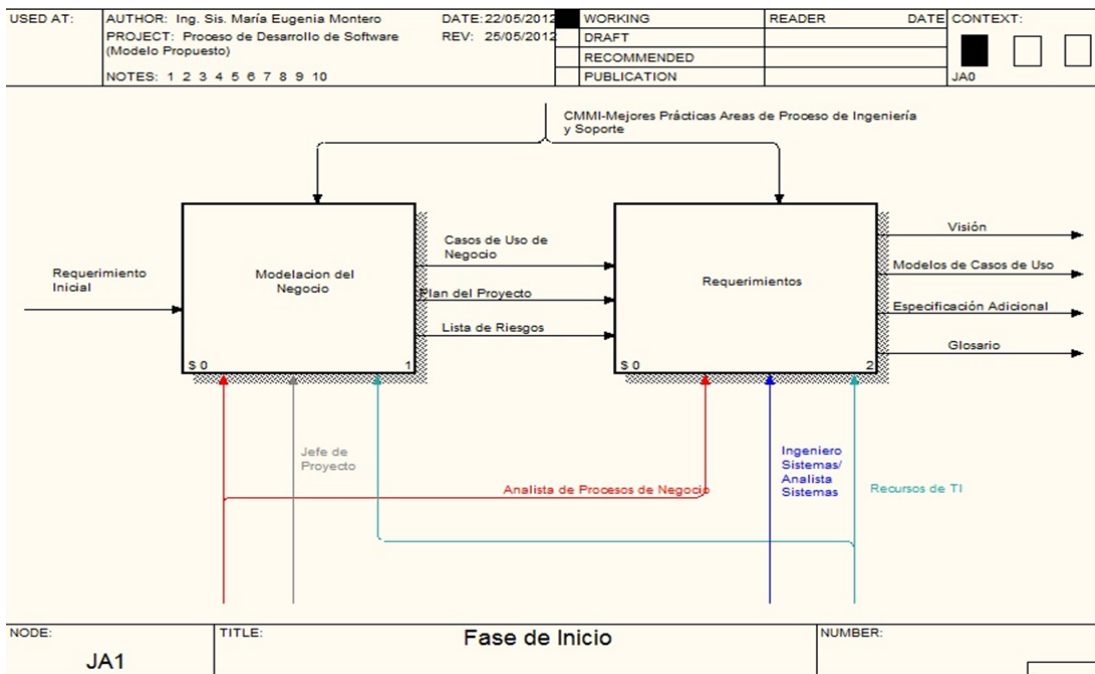 USED AT:
AUTHOR: Ing. Sis. María Eugenia Montero
DATE: 22/05/2012
WORKING
READER
DATE
CONTEXT:
PROJECT: Proceso de Desarrollo de Software
(Modelo Propuesto)
REV: 25/05/2012
DRAFT
RECOMMENDED
NOTES: 1 2 3 4 5 6 7 8 9 10
PUBLICATION
JA0
CMMI-Mejores Prácticas Areas de Proceso de Ingeniería
y Soporte
Requerimiento
Inicial
Modelacion del
Negocio
$ 0
1
Casos de Uso de
Negocio
Plan del Proyecto
Lista de Riesgos
Requerimientos
$ 0
2
Visión
Modelos de Casos de Uso
Especificación Adicional
Glosario
Jefe de
Proyecto
Analista de Procesos de Negocio
Ingeniero
Sistemas/
Analista
Sistemas
Recursos de TI
NODE:
JA1
TITLE:
Fase de Inicio
NUMBER: